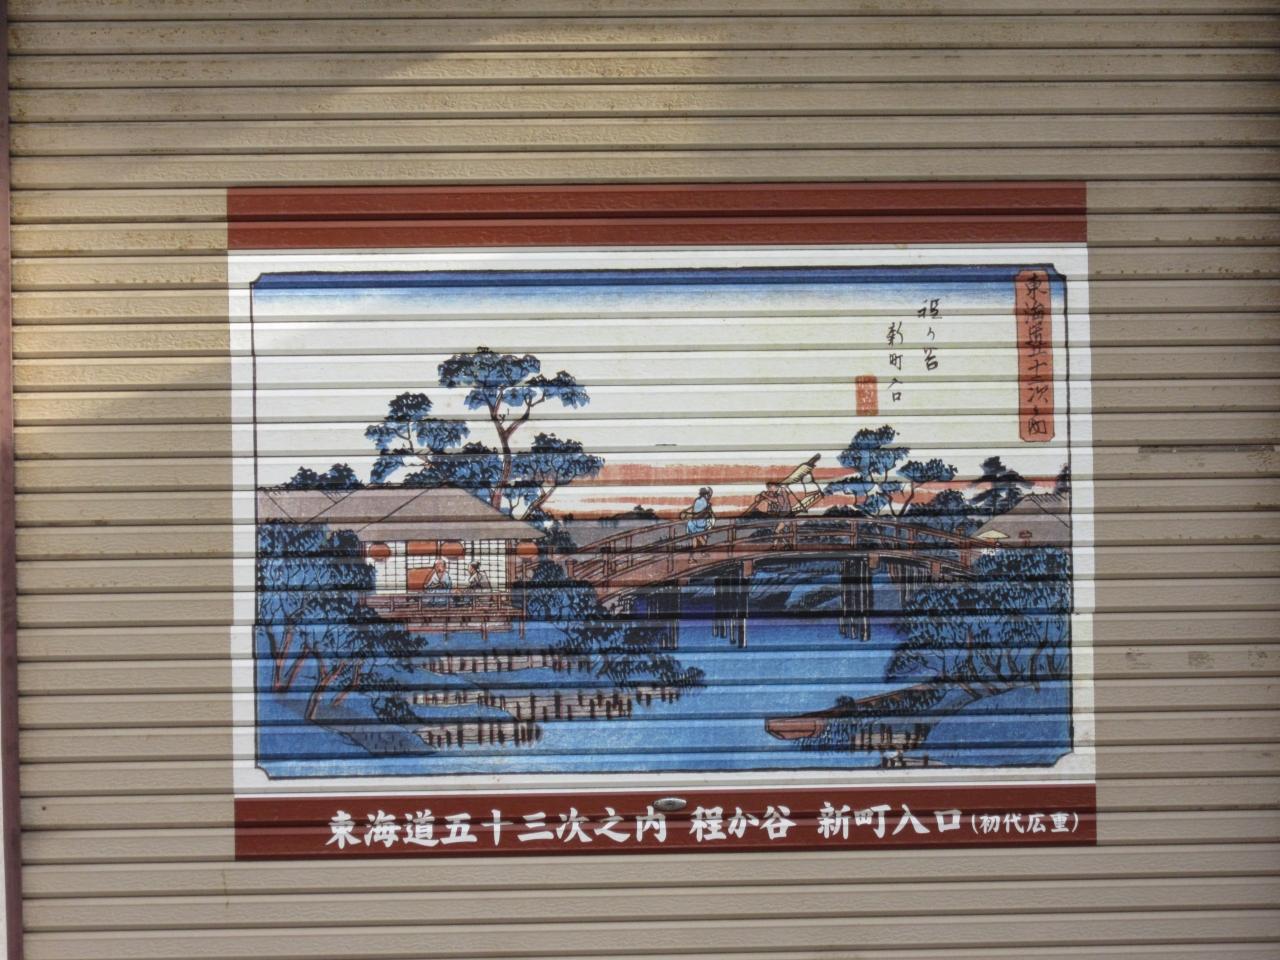 東海道五十三次之内
程ヶ谷
新町入口
東海道五十三次之内 程か谷 新町入口(初代広重)